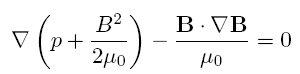 ∇ (p + B²/2μ₀) − 𝐁 · ∇𝐁/μ₀ = 0